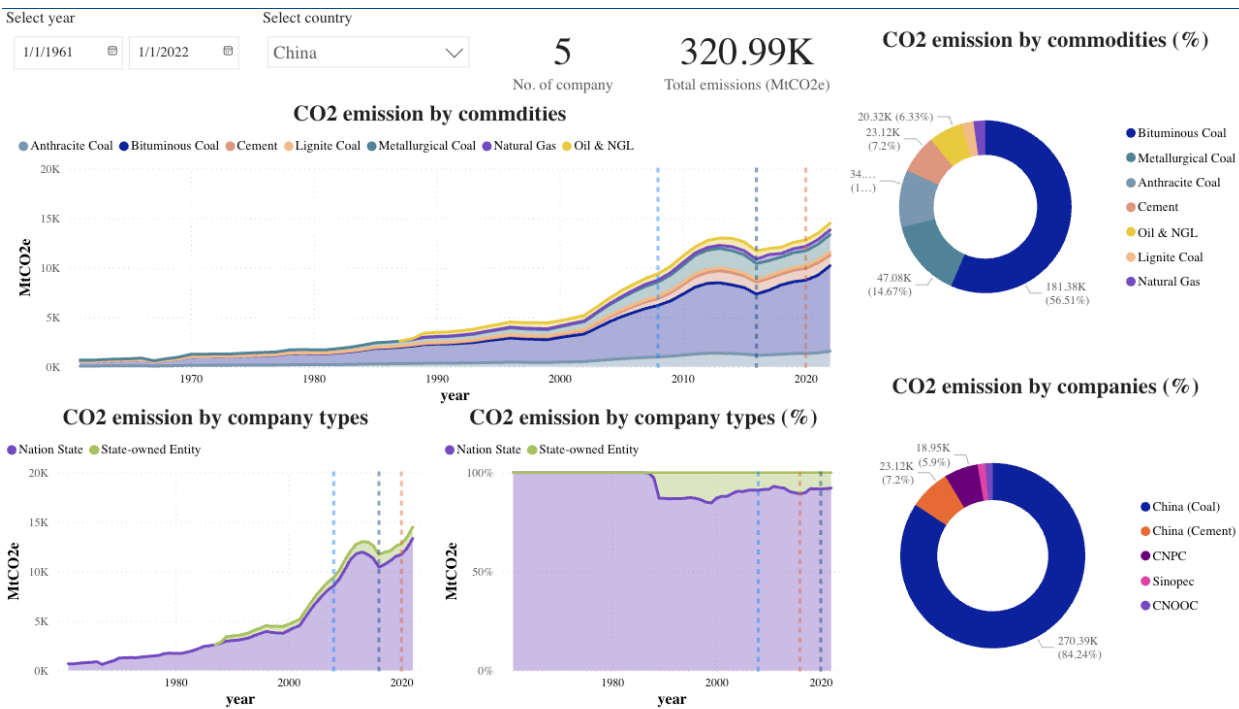 Select year
Select country
1/1/1961
1/1/2022
China
5
No. of company
320.99K
Total emissions (MtCO2e)
CO2 emission by commdities
Anthracite Coal Bituminous Coal Cement Lignite Coal Metallurgical Coal Natural Gas Oil & NGL
MtCO2e
20K
15K
10K
5K
0K
1970 1980 1990 2000 2010 2020
year
CO2 emission by commodities (%)
20.32K (6.33%)
23.12K
(7.2%)
34....
(1...)
47.08K
(14.67%)
181.38K
(56.51%)
Bituminous Coal
Metallurgical Coal
Anthracite Coal
Cement
Oil & NGL
Lignite Coal
Natural Gas
CO2 emission by company types
Nation State State-owned Entity
MtCO2e
20K
15K
10K
5K
0K
1980 2000 2020
year
CO2 emission by company types (%)
Nation State State-owned Entity
MtCO2e
100%
50%
0%
1980 2000 2020
year
CO2 emission by companies (%)
18.95K
(5.9%)
23.12K
(7.2%)
270.39K
(84.24%)
China (Coal)
China (Cement)
CNPC
Sinopec
CNOOC